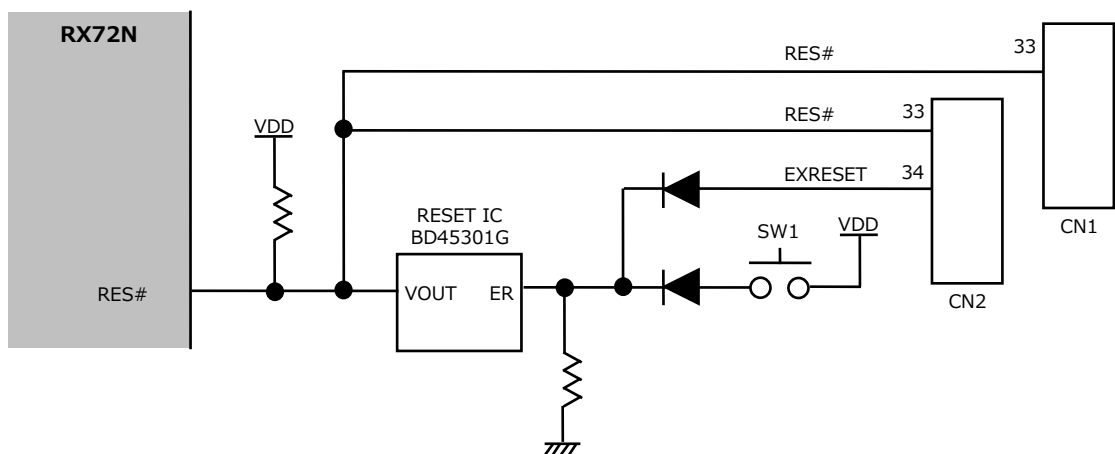 RX72N
33
RES#
VDD
RES#
33
EXRESET
34
RESET IC
BD45301G
SW1
VDD
CN1
RES#
VOUT
ER
CN2